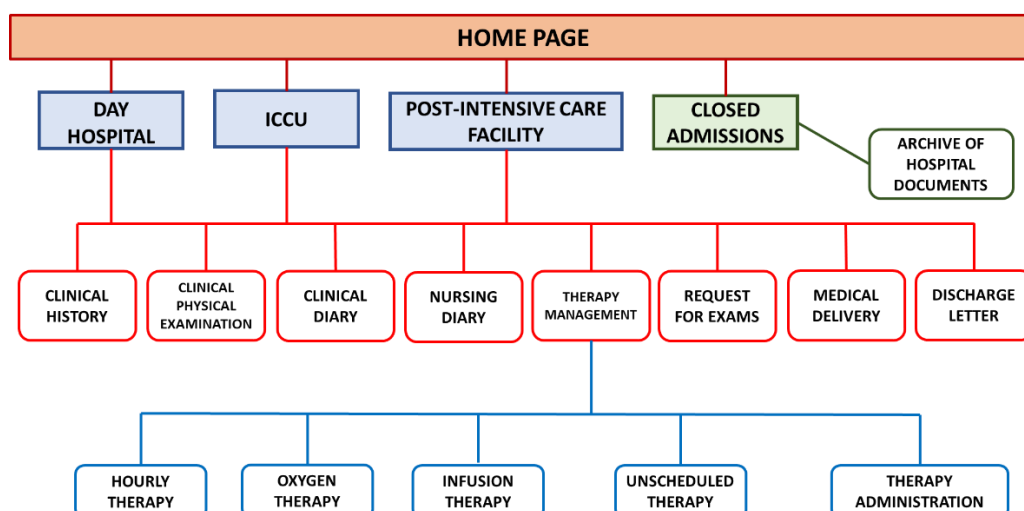 HOME PAGE
DAY
HOSPITAL
ICCU
POST-INTENSIVE CARE
FACILITY
CLOSED
ADMISSIONS
ARCHIVE OF
HOSPITAL
DOCUMENTS
CLINICAL
HISTORY
CLINICAL
PHYSICAL
EXAMINATION
CLINICAL
DIARY
NURSING
DIARY
THERAPY
MANAGEMENT
REQUEST
FOR EXAMS
MEDICAL
DELIVERY
DISCHARGE
LETTER
HOURLY
THERAPY
OXYGEN
THERAPY
INFUSION
THERAPY
UNSCHEDULED
THERAPY
THERAPY
ADMINISTRATION